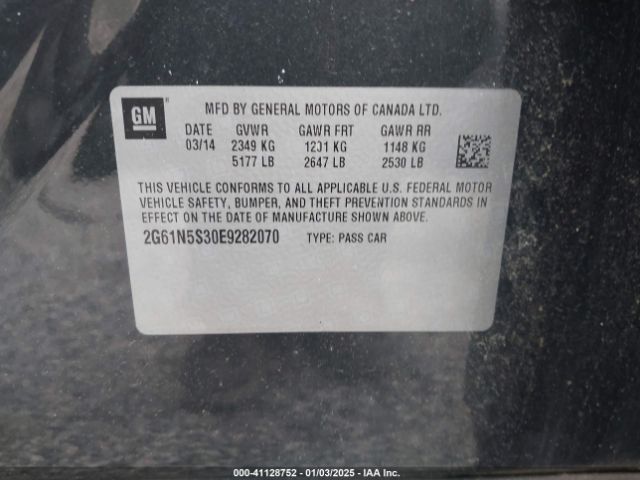 GM ®
MFD BY GENERAL MOTORS OF CANADA LTD.
DATE GVWR GAWR FRT GAWR RR
03/14 2349 KG 1201 KG 1148 KG
5177 LB 2647 LB 2530 LB
THIS VEHICLE CONFORMS TO ALL APPLICABLE U.S. FEDERAL MOTOR
VEHICLE SAFETY, BUMPER, AND THEFT PREVENTION STANDARDS IN
EFFECT ON THE DATE OF MANUFACTURE SHOWN ABOVE.
2G61N5S30E9282070 TYPE: PASS CAR
000-41128752 - 01/03/2025 - IAA Inc.